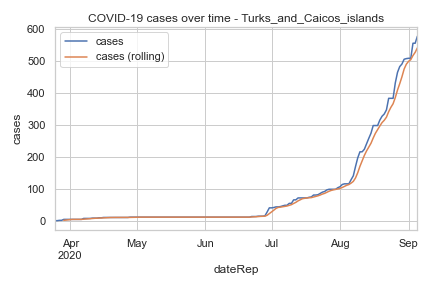 COVID-19 cases over time - Turks_and_Caicos_islands
cases
cases (rolling)
600
500
400
300
200
100
0
cases
Apr
2020
May
Jun
Jul
Aug
Sep
dateRep